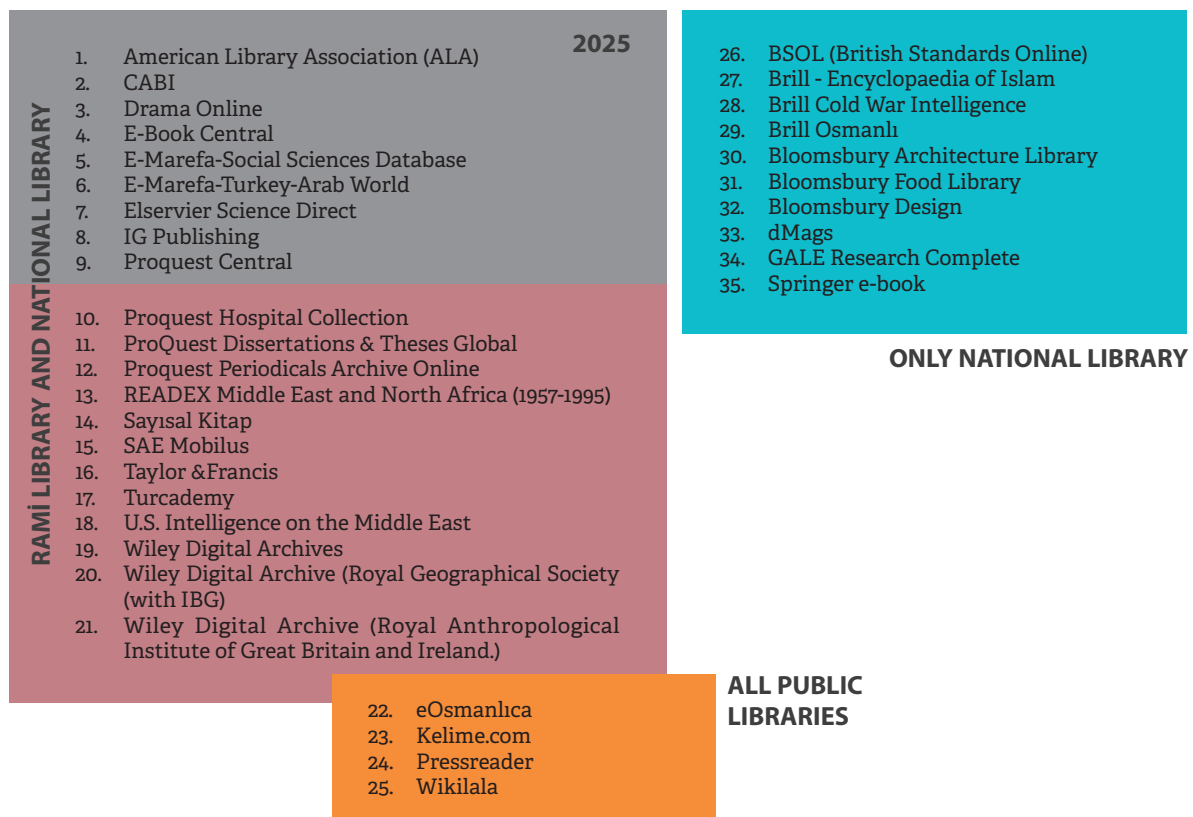 2025
RAMİ LIBRARY AND NATIONAL LIBRARY
1. American Library Association (ALA)
2. CABI
3. Drama Online
4. E-Book Central
5. E-Marefa-Social Sciences Database
6. E-Marefa-Turkey-Arab World
7. Elservier Science Direct
8. IG Publishing
9. Proquest Central
10. Proquest Hospital Collection
11. ProQuest Dissertations & Theses Global
12. Proquest Periodicals Archive Online
13. READEX Middle East and North Africa (1957-1995)
14. Sayısal Kitap
15. SAE Mobilus
16. Taylor &Francis
17. Turcademy
18. U.S. Intelligence on the Middle East
19. Wiley Digital Archives
20. Wiley Digital Archive (Royal Geographical Society
(with IBG)
21. Wiley Digital Archive (Royal Anthropological
Institute of Great Britain and Ireland.)
22. eOsmanlıca
23. Kelime.com
24. Pressreader
25. Wikilala
ALL PUBLIC
LIBRARIES
26. BSOL (British Standards Online)
27. Brill - Encyclopaedia of Islam
28. Brill Cold War Intelligence
29. Brill Osmanlı
30. Bloomsbury Architecture Library
31. Bloomsbury Food Library
32. Bloomsbury Design
33. dMags
34. GALE Research Complete
35. Springer e-book
ONLY NATIONAL LIBRARY